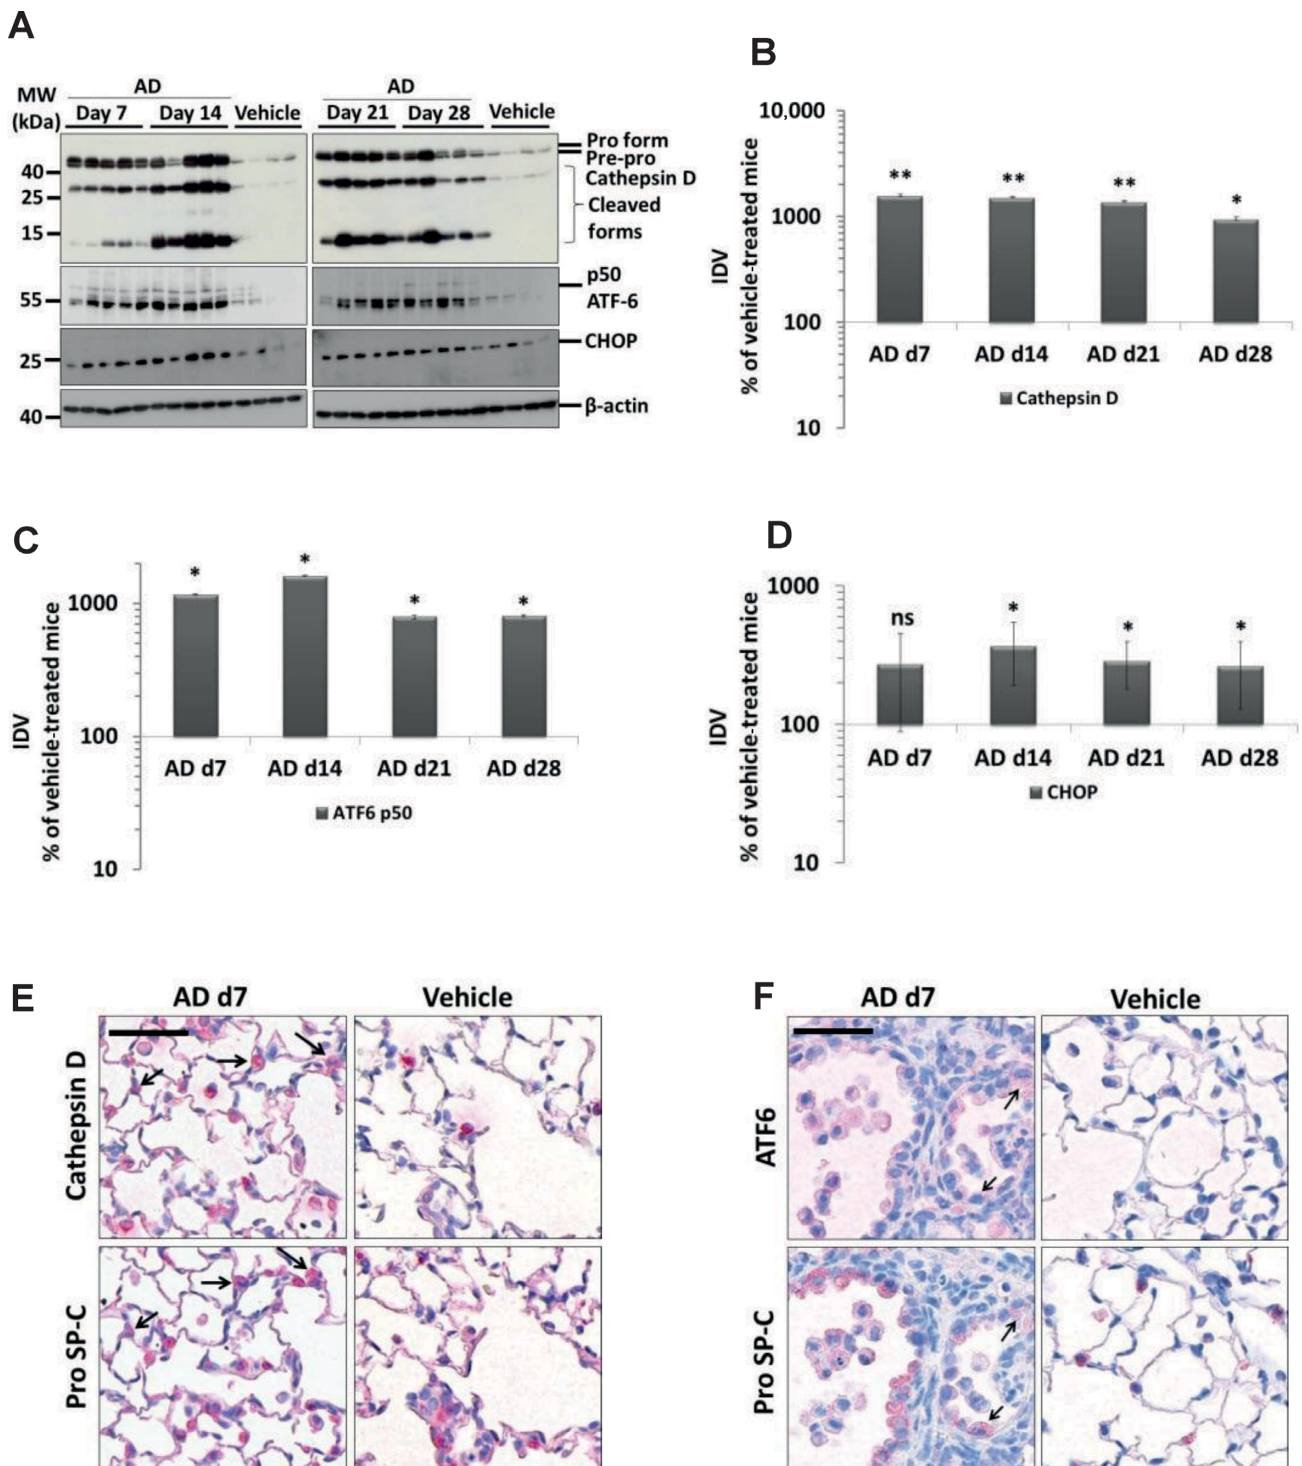 A
MW
(kDa)
AD
Day 7 Day 14 Vehicle
AD
Day 21 Day 28 Vehicle
40
25
15
55
25
40
Pro form
Pre-pro
Cathepsin D
Cleaved
forms
p50
ATF-6
CHOP
β-actin
B
IDV
% of vehicle-treated mice
10,000
1000
100
10
** ** ** *
AD d7 AD d14 AD d21 AD d28
Cathepsin D
C
IDV
% of vehicle-treated mice
1000
100
10
* * * *
AD d7 AD d14 AD d21 AD d28
ATF6 p50
D
IDV
% of vehicle-treated mice
1000
100
10
ns * * *
AD d7 AD d14 AD d21 AD d28
CHOP
E
AD d7 Vehicle
Cathepsin D
Pro SP-C
F
AD d7 Vehicle
ATF6
Pro SP-C